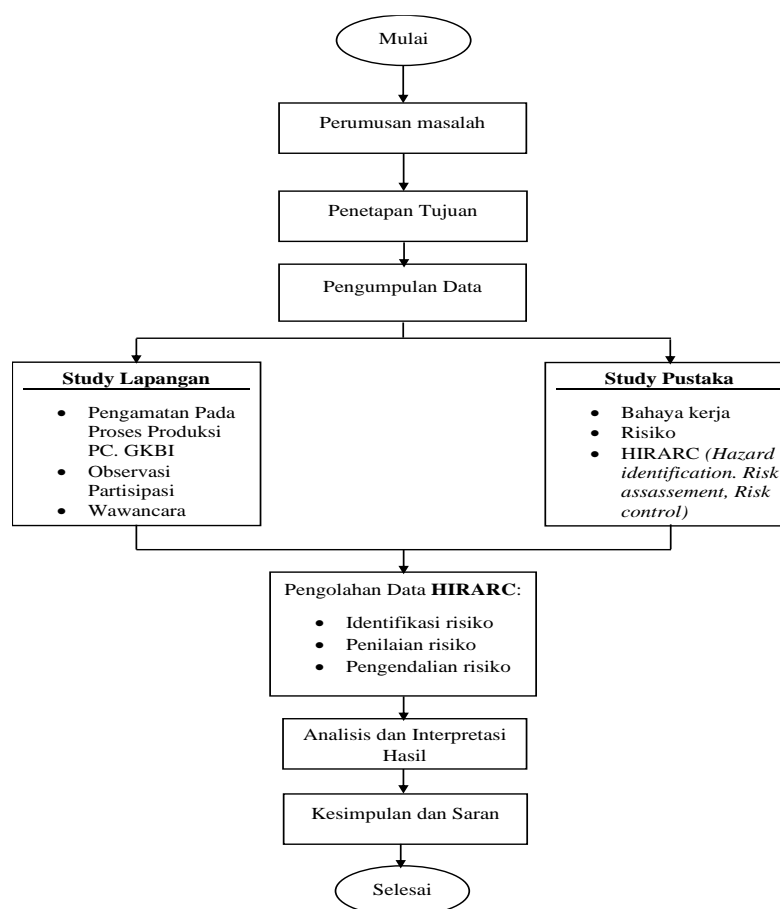 Mulai
Perumusan masalah
Penetapan Tujuan
Pengumpulan Data
Study Lapangan
• Pengamatan Pada
Proses Produksi
PC. GKBI
• Observasi
Partisipasi
• Wawancara
Study Pustaka
• Bahaya kerja
• Risiko
• HIRARC (Hazard
identification. Risk
assassement, Risk
control)
Pengolahan Data HIRARC:
• Identifikasi risiko
• Penilaian risiko
• Pengendalian risiko
Analisis dan Interpretasi
Hasil
Kesimpulan dan Saran
Selesai